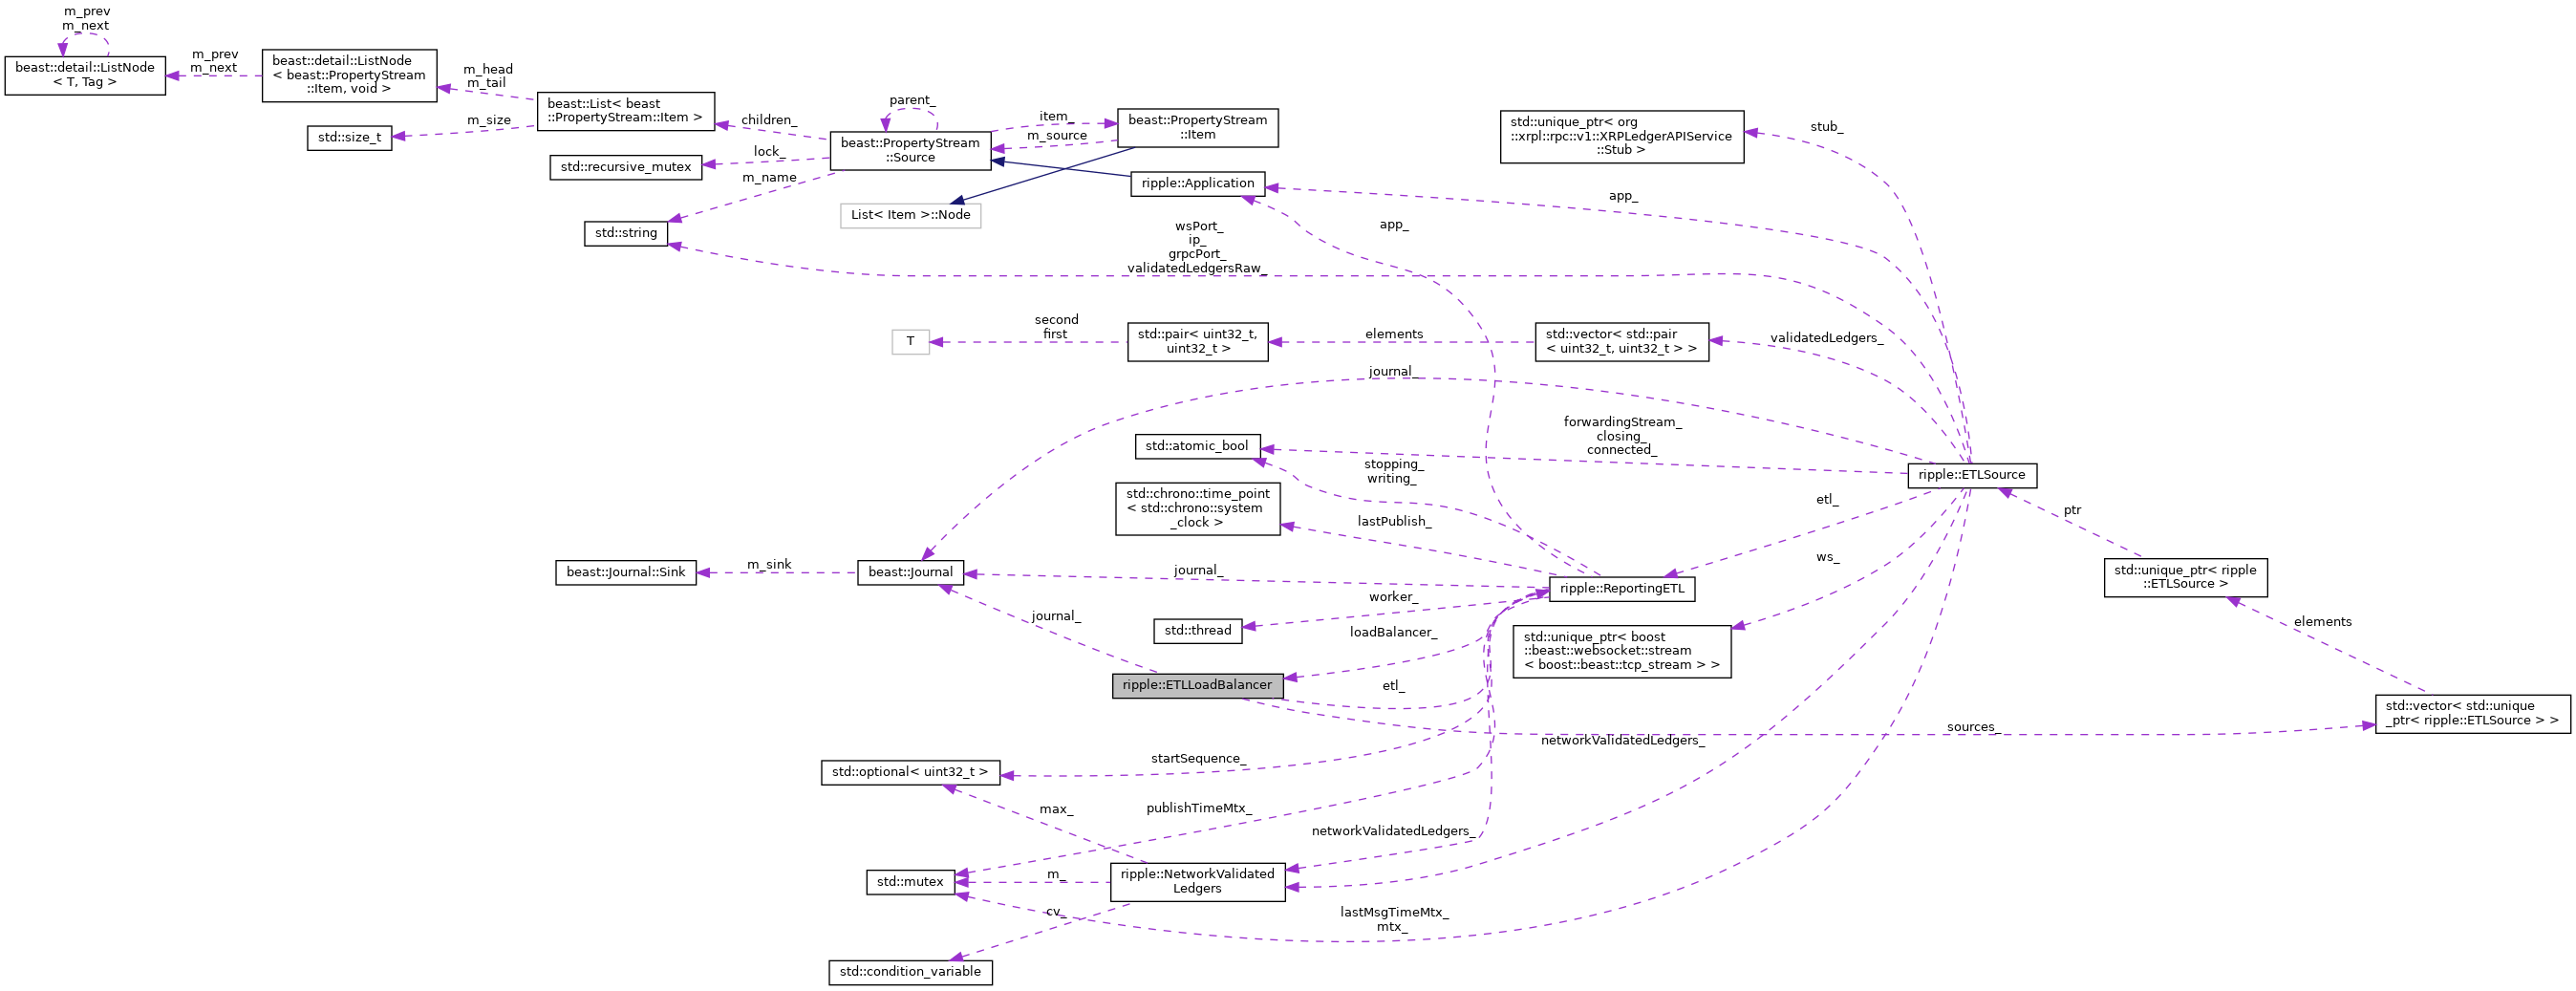 m_prev
m_next
beast::detail::ListNode
< T, Tag >
m_prev
m_next
beast::detail::ListNode
< beast::PropertyStream
::Item, void >
m_head
m_tail
m_size
std::size_t
beast::List< beast
::PropertyStream::Item >
children_
lock_
m_name
std::recursive_mutex
std::string
parent_
beast::PropertyStream
::Source
item_
m_source
beast::PropertyStream
::Item
ripple::Application
List< Item >::Node
std::unique_ptr< org
::xrpl::rpc::v1::XRPLedgerAPIService
::Stub >
stub_
app_
app_
wsPort_
ip_
grpcPort_
validatedLedgersRaw_
T
second
first
std::pair< uint32_t,
uint32_t >
elements
std::vector< std::pair
< uint32_t, uint32_t > >
validatedLedgers_
journal_
forwardingStream_
closing_
connected_
std::atomic_bool
stopping_
writing_
ripple::ETLSource
std::chrono::time_point
< std::chrono::system
_clock >
lastPublish_
etl_
ptr
beast::Journal::Sink
m_sink
beast::Journal
journal_
ripple::ReportingETL
ws_
std::unique_ptr< ripple
::ETLSource >
journal_
worker_
std::thread
loadBalancer_
std::unique_ptr< boost
::beast::websocket::stream
< boost::beast::tcp_stream > >
elements
ripple::ETLLoadBalancer
etl_
sources_
std::vector< std::unique
_ptr< ripple::ETLSource > >
networkValidatedLedgers_
startSequence_
std::optional< uint32_t >
max_
publishTimeMtx_
networkValidatedLedgers_
std::mutex
m_
ripple::NetworkValidated
Ledgers
cv_
lastMsgTimeMtx_
mtx_
std::condition_variable